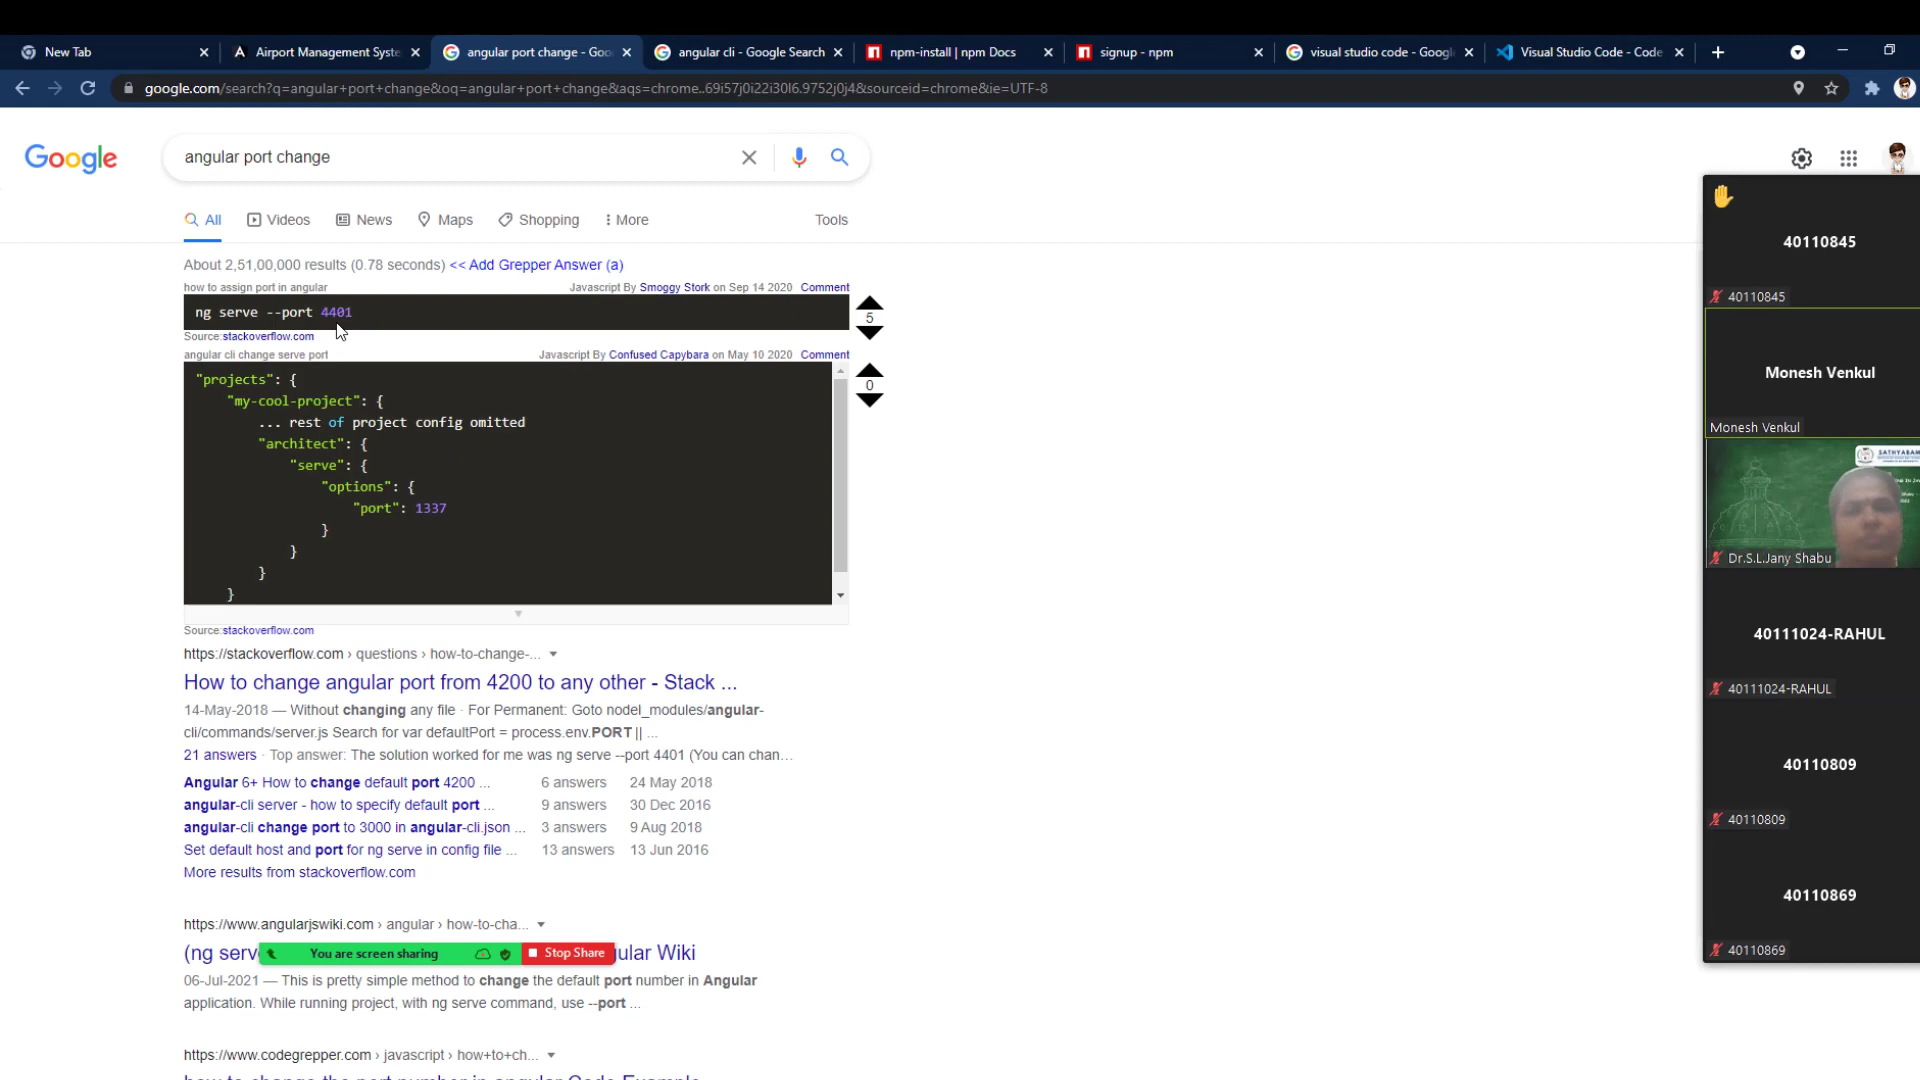 New Tab
Airport Management Syste
angular port change - Goo
angular cli - Google Search
npm-install | npm Docs
signup - npm
visual studio code - Google
Visual Studio Code - Code
google.com/search?q=angular+port+change&oq=angular+port+change&aqs=chrome..69i57j0i22i30l6.9752j0j4&sourceid=chrome&ie=UTF-8
Google
angular port change
All
Videos
News
Maps
Shopping
More
Tools
About 2,51,00,000 results (0.78 seconds) << Add Grepper Answer (a)
how to assign port in angular
Javascript By Smoggy Stork on Sep 14 2020 Comment
ng serve --port 4401
5
Source:stackoverflow.com
angular cli change serve port
Javascript By Confused Capybara on May 10 2020 Comment
0
"projects": {
"my-cool-project": {
... rest of project config omitted
"architect": {
"serve": {
"options": {
"port": 1337
}
}
}
}
Source:stackoverflow.com
https://stackoverflow.com › questions › how-to-change-...
How to change angular port from 4200 to any other - Stack ...
14-May-2018 — Without changing any file · For Permanent: Goto nodel_modules/angular-
cli/commands/server.js Search for var defaultPort = process.env.PORT || ...
21 answers · Top answer: The solution worked for me was ng serve --port 4401 (You can chan…
Angular 6+ How to change default port 4200 ... 6 answers 24 May 2018
angular-cli server - how to specify default port ... 9 answers 30 Dec 2016
angular-cli change port to 3000 in angular-cli.json ... 3 answers 9 Aug 2018
Set default host and port for ng serve in config file ... 13 answers 13 Jun 2016
More results from stackoverflow.com
https://www.angularjswiki.com › angular › how-to-cha...
(ng serv
You are screen sharing
Stop Share
gular Wiki
06-Jul-2021 — This is pretty simple method to change the default port number in Angular
application. While running project, with ng serve command, use --port ...
https://www.codegrepper.com › javascript › how+to+ch...
how to change the port number in angular Code Example
40110845
40110845
Monesh Venkul
Monesh Venkul
SATHYABAM
Dr.S.L.Jany Shabu
40111024-RAHUL
40111024-RAHUL
40110809
40110809
40110869
40110869